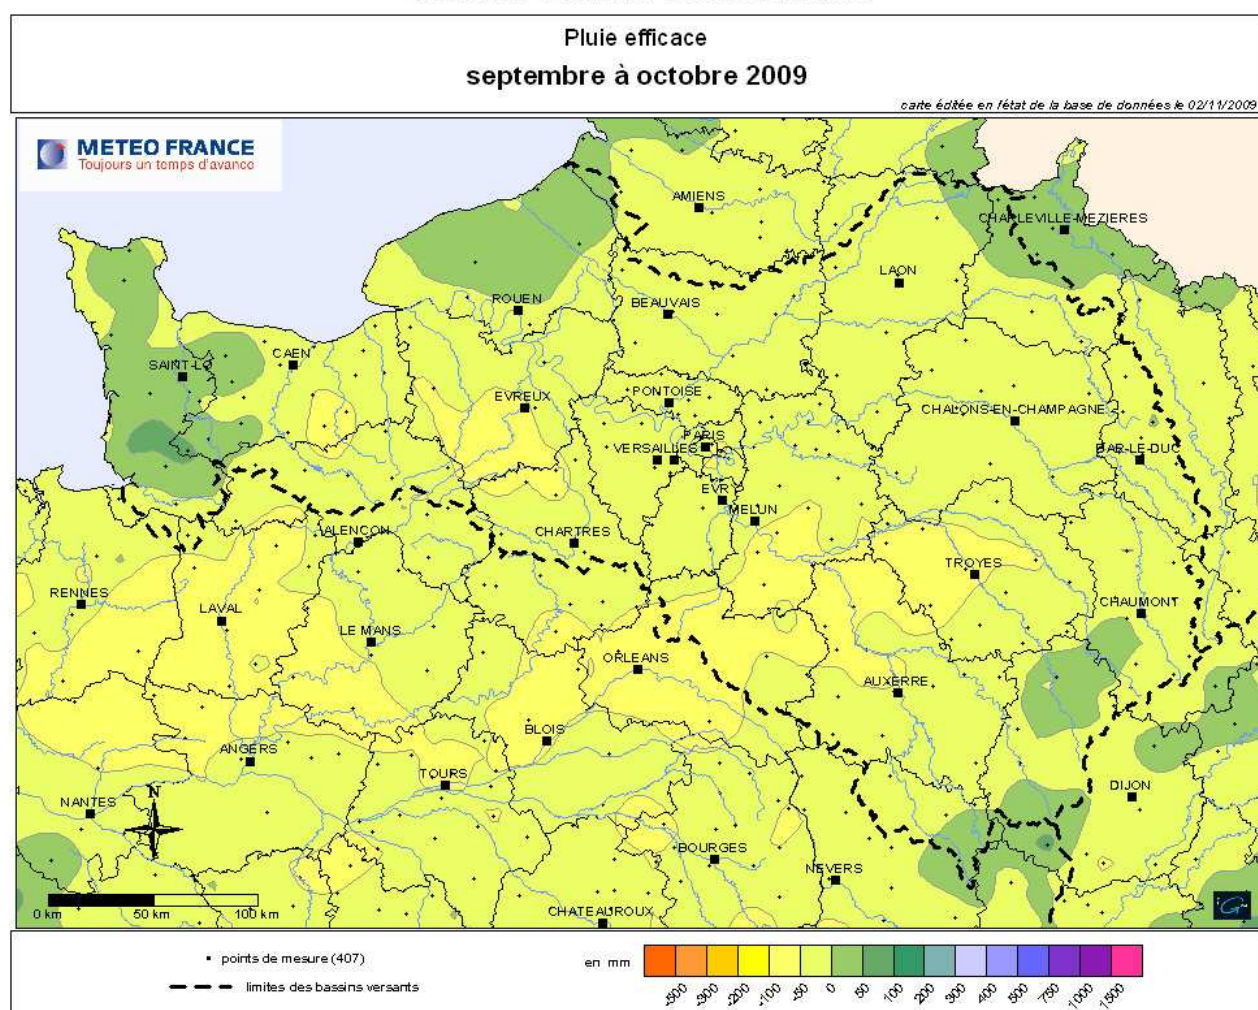 Pluie efficace
septembre à octobre 2009
carte éditée en l'état de la base de données le 02/11/2009
METEO FRANCE
Toujours un temps d'avance
AMIENS
CHARLEVILLE-MEZIERES
LAON
ROUEN
BEAUVAIS
SAINT-LO
CAEN
EVREUX
PONTOISE
CHALONS-EN-CHAMPAGNE
PARIS
VERSAILLES
BAR-LE-DUC
EVRY
MELUN
ALENCON
CHARTRES
TROYES
RENNES
LAVAL
CHAUMONT
LE MANS
ORLEANS
AUXERRE
BLOIS
ANGERS
TOURS
DIJON
NANTES
N
BOURGES
NEVERS
CHATEAUROUX
0 km 50 km 100 km
points de mesure (407)
limites des bassins versants
en mm
-500 -300 -200 -100 -50 0 50 100 200 300 400 500 750 1000 1500